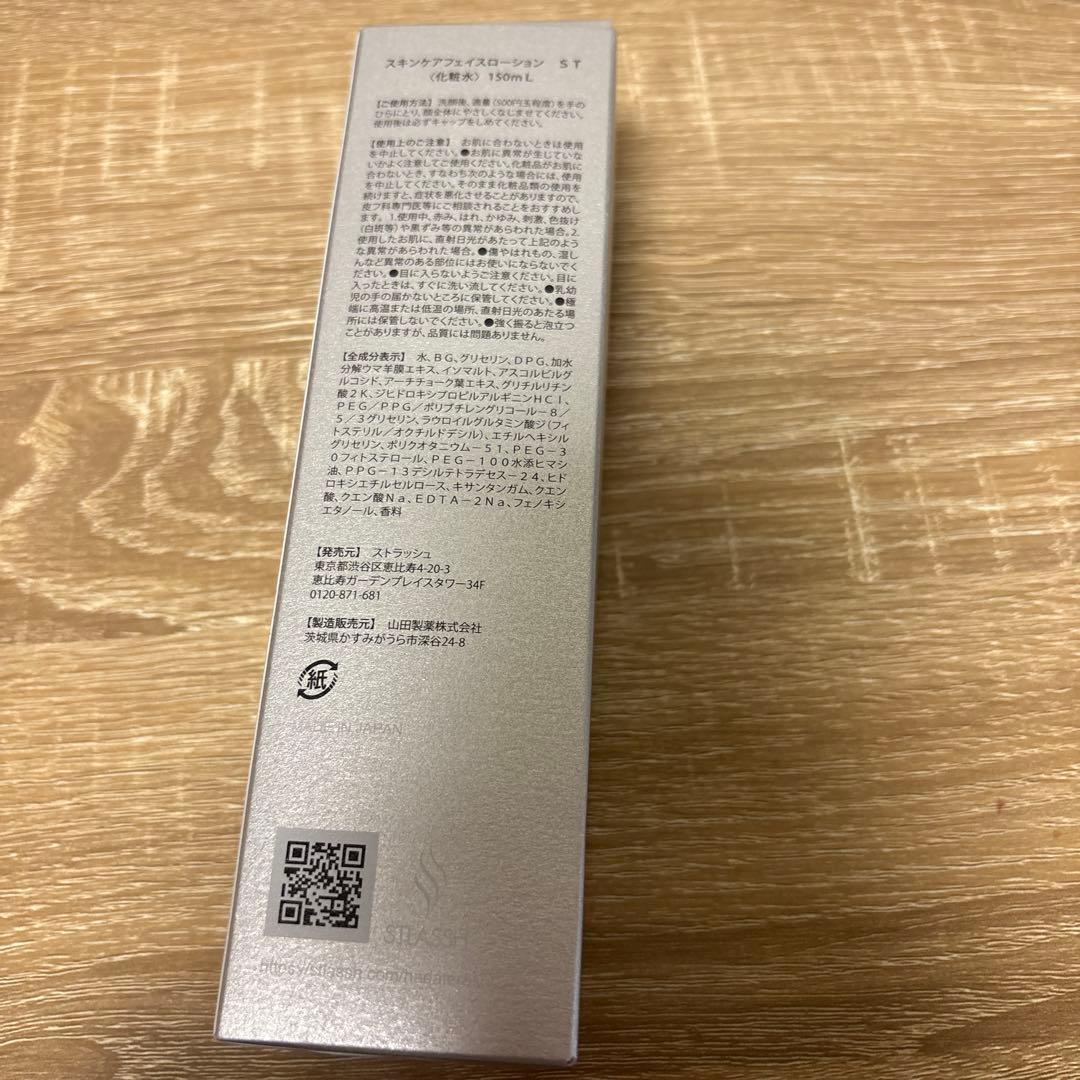 スキンケアフェイスローション　ＳＴ
〈化粧水〉150mL
【ご使用方法】 洗顔後、適量(500円玉程度)を手の
ひらにとり、顔全体にやさしくなじませてください。
使用後は必ずキャップをしめてください。
【使用上のご注意】 お肌に合わないときは使用
を中止してください。●お肌に異常が生じていな
いかよく注意してご使用ください。化粧品がお肌に
合わないとき、すなわち次のような場合には、使用
を中止してください。そのまま化粧品類の使用を
続けますと、症状を悪化させることがありますので、
皮フ科専門医等にご相談されることをおすすめし
ます。1.使用中、赤み、はれ、かゆみ、刺激、色抜け
(白斑等)や黒ずみ等の異常があらわれた場合。2.
使用したお肌に、直射日光があたって上記のよう
な異常があらわれた場合。●傷やはれもの、湿し
んなど異常のある部位にはお使いにならないでく
ださい。●目に入らないようご注意ください。目に
入ったときは、すぐに洗い流してください。●乳幼
児の手の届かないところに保管してください。●極
端に高温または低温の場所、直射日光のあたる場
所には保管しないでください。●強く振ると泡立つ
ことがありますが、品質には問題ありません。
【全成分表示】 水、ＢＧ、グリセリン、ＤＰＧ、加水
分解ウマ羊膜エキス、イソマルト、アスコルビルグ
ルコシド、アーチチョーク葉エキス、グリチルリチン
酸２Ｋ、ジヒドロキシプロピルアルギニンＨＣｌ、
ＰＥＧ／ＰＰＧ／ポリブチレングリコール－８／
５／３グリセリン、ラウロイルグルタミン酸ジ（フィ
トステリル／オクチルドデシル）、エチルヘキシル
グリセリン、ポリクオタニウム－５１、ＰＥＧ－３
０フィトステロール、ＰＥＧ－１００水添ヒマシ
油、ＰＰＧ－１３デシルテトラデセス－２４、ヒド
ロキシエチルセルロース、キサンタンガム、クエン
酸、クエン酸Ｎａ、ＥＤＴＡ－２Ｎａ、フェノキシ
エタノール、香料
【発売元】 ストラッシュ
東京都渋谷区恵比寿4-20-3
恵比寿ガーデンプレイスタワー34F
0120-871-681
【製造販売元】 山田製薬株式会社
茨城県かすみがうら市深谷24-8
紙
MADE IN JAPAN
STLASSH